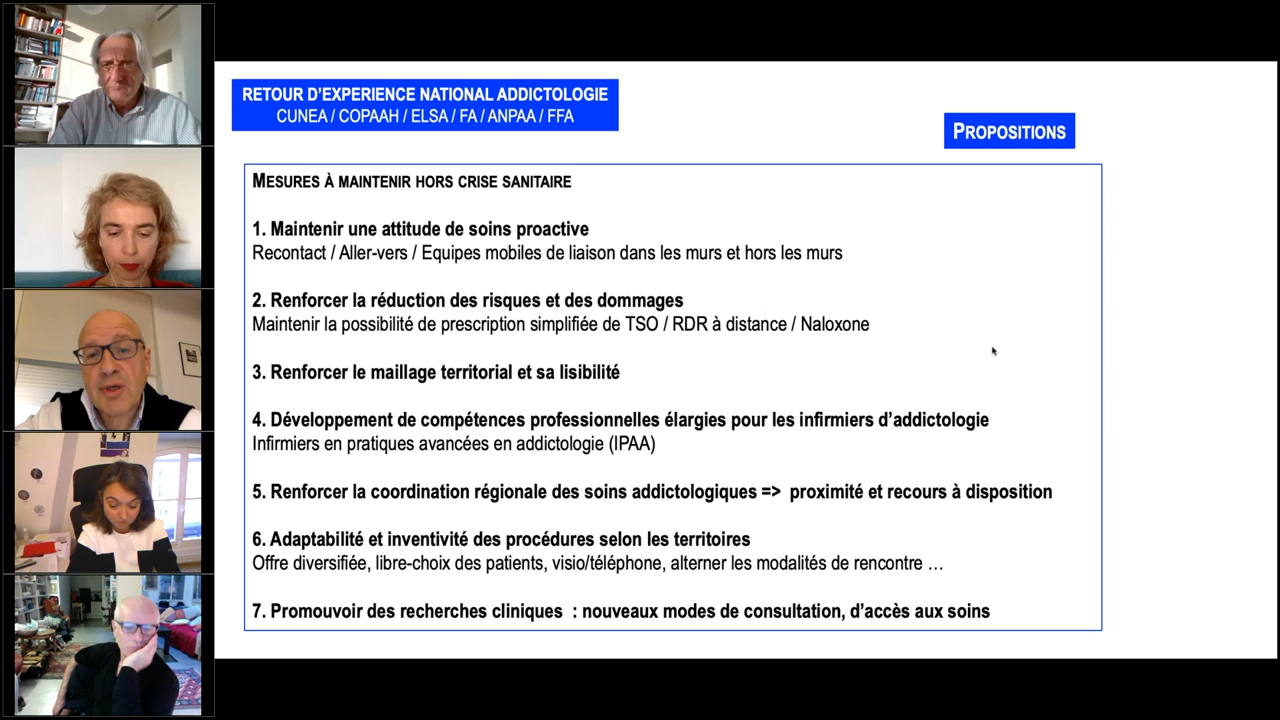 RETOUR D'EXPERIENCE NATIONAL ADDICTOLOGIE
CUNEA / COPAAH / ELSA / FA / ANPAA / FFA
PROPOSITIONS
MESURES À MAINTENIR HORS CRISE SANITAIRE
1. Maintenir une attitude de soins proactive
Recontact / Aller-vers / Equipes mobiles de liaison dans les murs et hors les murs
2. Renforcer la réduction des risques et des dommages
Maintenir la possibilité de prescription simplifiée de TSO / RDR à distance / Naloxone
3. Renforcer le maillage territorial et sa lisibilité
4. Développement de compétences professionnelles élargies pour les infirmiers d'addictologie
Infirmiers en pratiques avancées en addictologie (IPAA)
5. Renforcer la coordination régionale des soins addictologiques => proximité et recours à disposition
6. Adaptabilité et inventivité des procédures selon les territoires
Offre diversifiée, libre-choix des patients, visio/téléphone, alterner les modalités de rencontre …
7. Promouvoir des recherches cliniques : nouveaux modes de consultation, d'accès aux soins